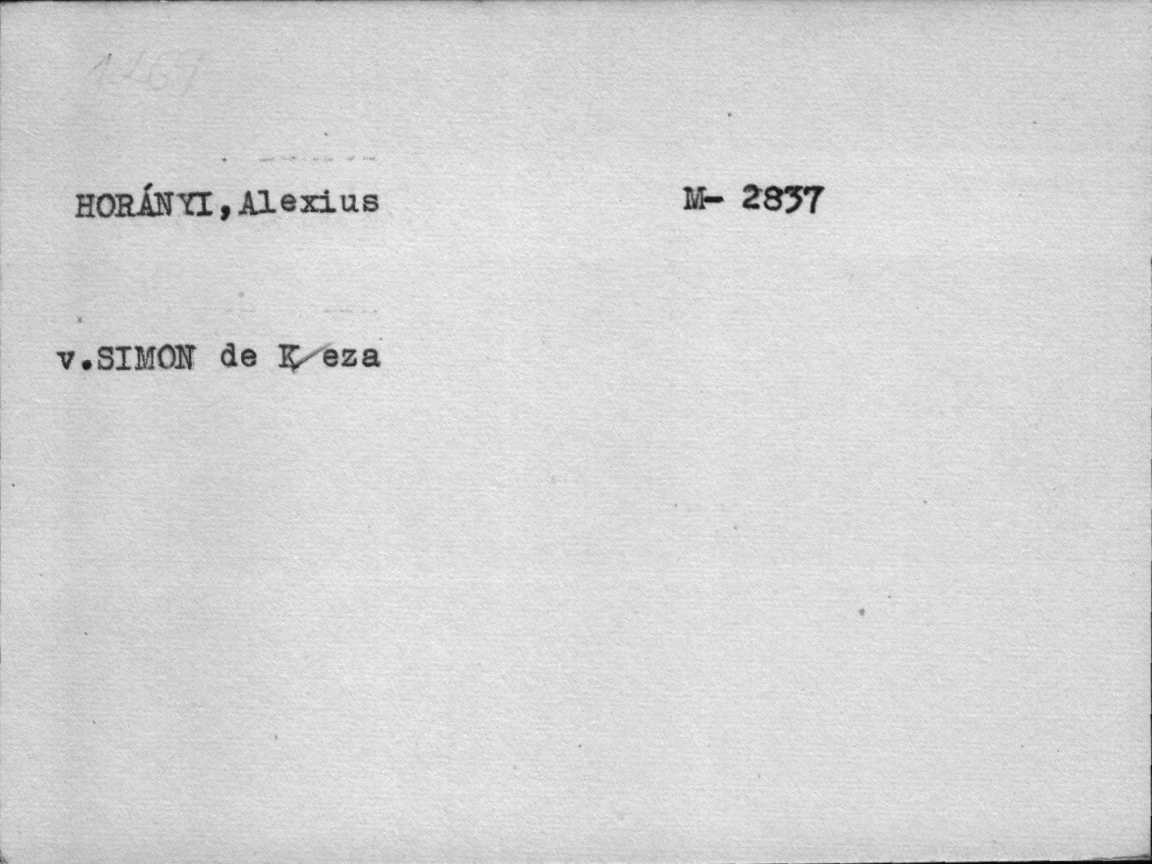 HORÁNYI,Alexius M- 2837
v.SIMON de Keza